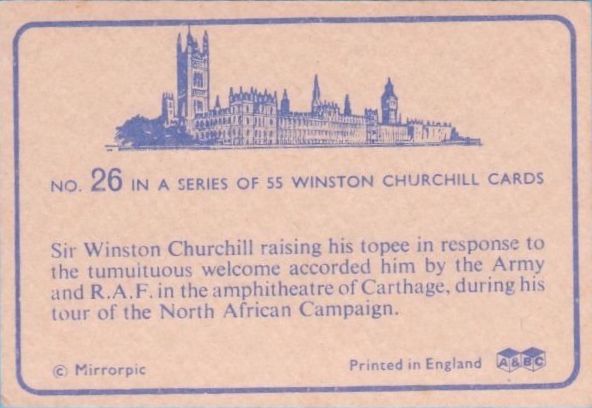 NO. 26 IN A SERIES OF 55 WINSTON CHURCHILL CARDS
Sir Winston Churchill raising his topee in response to
the tumuituous welcome accorded him by the Army
and R.A.F. in the amphitheatre of Carthage, during his
tour of the North African Campaign.
© Mirrorpic
Printed in England A&BC